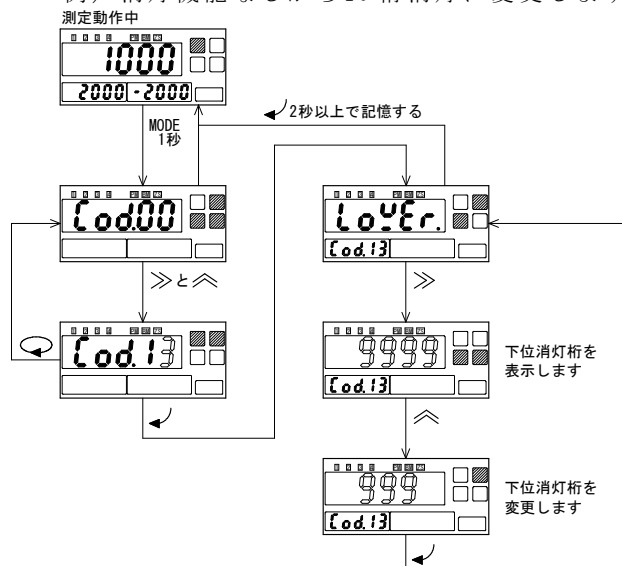 測定動作中
1000
2000 -2000
MODE
1秒
2秒以上で記憶する
Cod.00
≫と︽
Cod.13
LoWEr.
Cod.13
≫
9999
Cod.13
下位消灯桁を
表示します
︽
999
Cod.13
下位消灯桁を
変更します